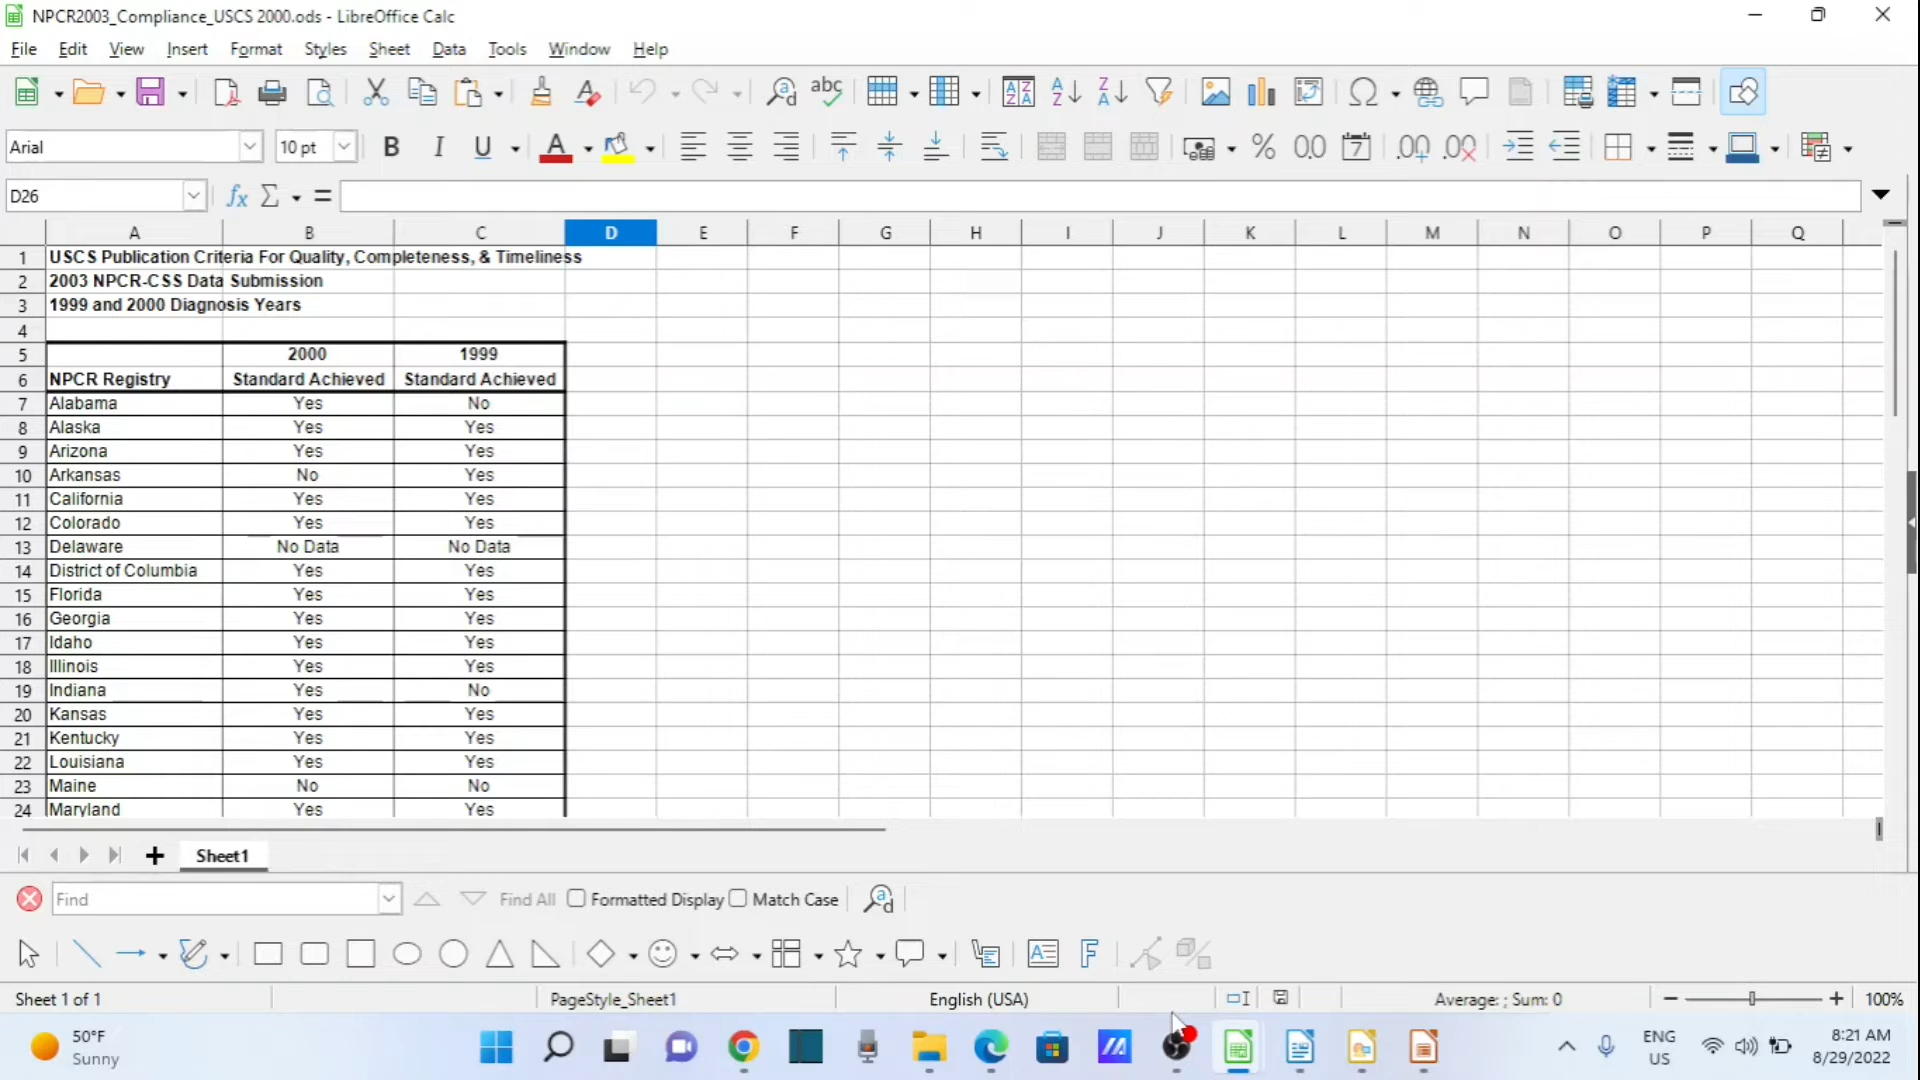 NPCR2003_Compliance_USCS 2000.ods - LibreOffice Calc
File Edit View Insert Format Styles Sheet Data Tools Window Help
Arial 10 pt
D26
A B C D E F G H I J K L M N O P Q
1 USCS Publication Criteria For Quality, Completeness, & Timeliness
2 2003 NPCR-CSS Data Submission
3 1999 and 2000 Diagnosis Years
4
5 2000 1999
6 NPCR Registry Standard Achieved Standard Achieved
7 Alabama Yes No
8 Alaska Yes Yes
9 Arizona Yes Yes
10 Arkansas No Yes
11 California Yes Yes
12 Colorado Yes Yes
13 Delaware No Data No Data
14 District of Columbia Yes Yes
15 Florida Yes Yes
16 Georgia Yes Yes
17 Idaho Yes Yes
18 Illinois Yes Yes
19 Indiana Yes No
20 Kansas Yes Yes
21 Kentucky Yes Yes
22 Louisiana Yes Yes
23 Maine No No
24 Maryland Yes Yes
Sheet1
Find Find All Formatted Display Match Case
Sheet 1 of 1 PageStyle_Sheet1 English (USA) Average: ; Sum: 0 100%
50°F
Sunny
ENG
US
8:21 AM
8/29/2022